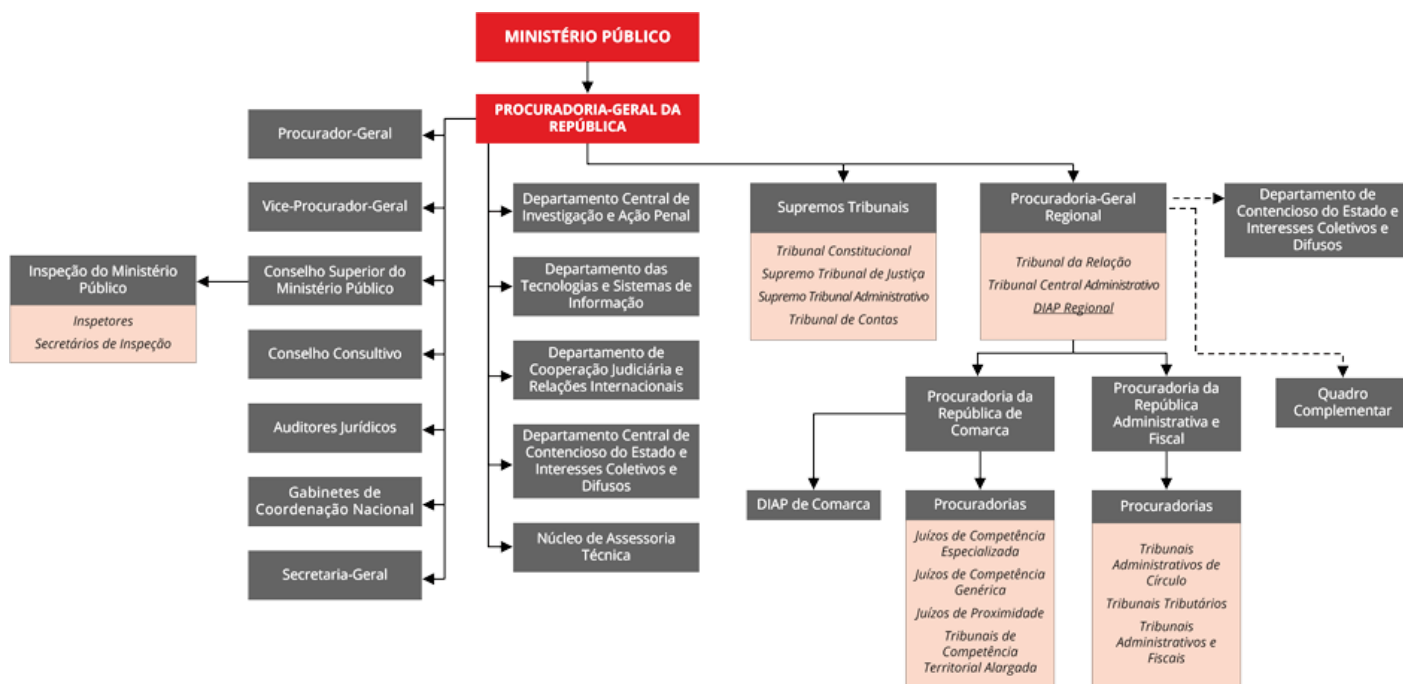 MINISTÉRIO PÚBLICO
PROCURADORIA-GERAL DA
REPÚBLICA
Procurador-Geral
Vice-Procurador-Geral
Conselho Superior do
Ministério Público
Inspeção do Ministério
Público
Inspetores
Secretários de Inspeção
Conselho Consultivo
Auditores Jurídicos
Gabinetes de
Coordenação Nacional
Secretaria-Geral
Departamento Central de
Investigação e Ação Penal
Departamento das
Tecnologias e Sistemas de
Informação
Departamento de
Cooperação Judiciária e
Relações Internacionais
Departamento Central de
Contencioso do Estado e
Interesses Coletivos e
Difusos
Núcleo de Assessoria
Técnica
Supremos Tribunais
Tribunal Constitucional
Supremo Tribunal de Justiça
Supremo Tribunal Administrativo
Tribunal de Contas
Procuradoria-Geral
Regional
Tribunal da Relação
Tribunal Central Administrativo
DIAP Regional
Departamento de
Contencioso do Estado e
Interesses Coletivos e
Difusos
Quadro
Complementar
Procuradoria da
República de
Comarca
Procuradoria da
República
Administrativa e
Fiscal
DIAP de Comarca
Procuradorias
Juízos de Competência
Especializada
Juízos de Competência
Genérica
Juízos de Proximidade
Tribunais de
Competência
Territorial Alargada
Procuradorias
Tribunais
Administrativos de
Círculo
Tribunais Tributários
Tribunais
Administrativos e
Fiscais